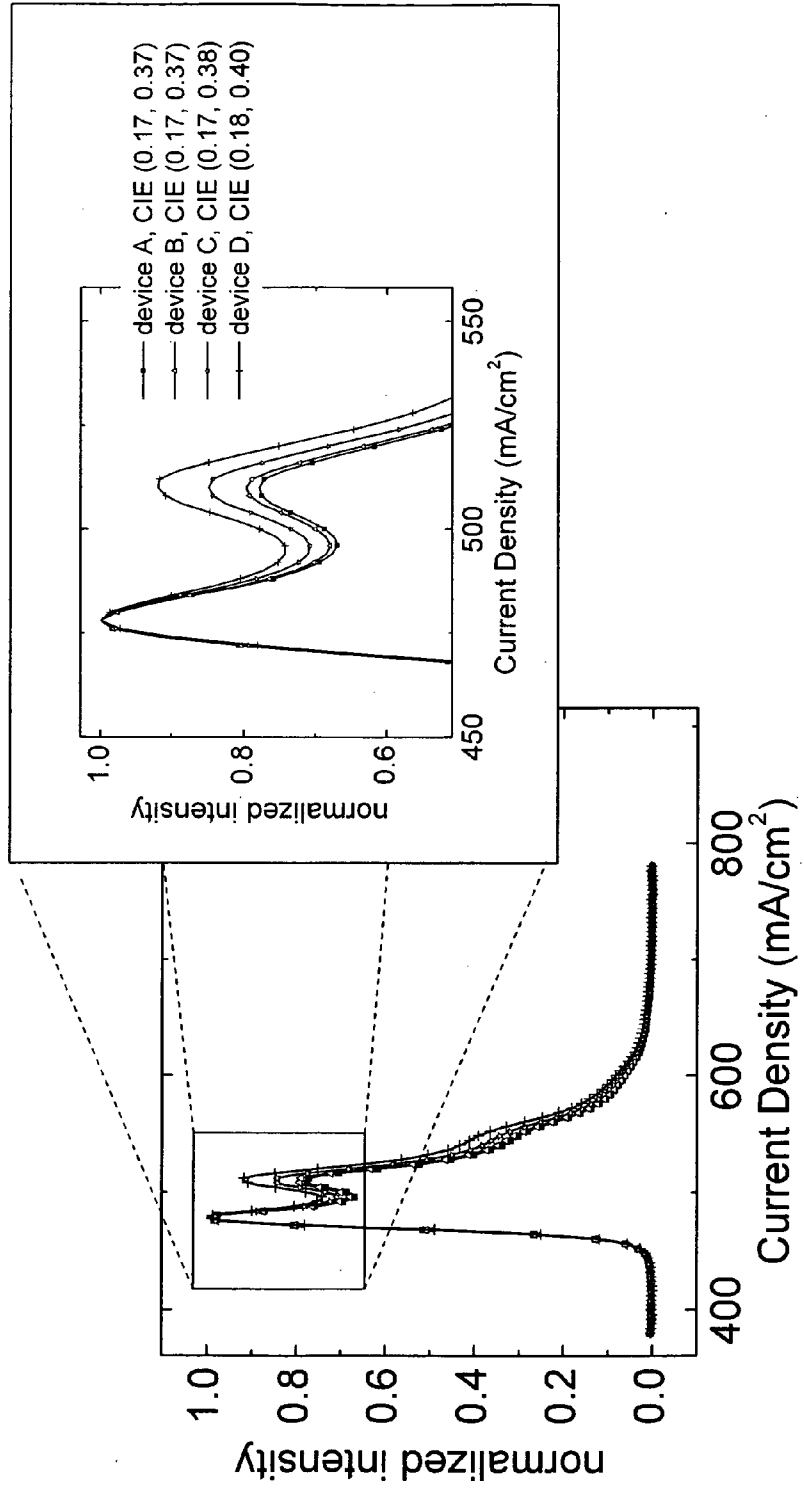 normalized intensity
1.0
0.8
0.6
0.4
0.2
0.0
400
600
800
Current Density (mA/cm²)
normalized intensity
1.0
0.8
0.6
450
500
550
Current Density (mA/cm²)
device A, CIE (0.17, 0.37)
device B, CIE (0.17, 0.37)
device C, CIE (0.17, 0.38)
device D, CIE (0.18, 0.40)